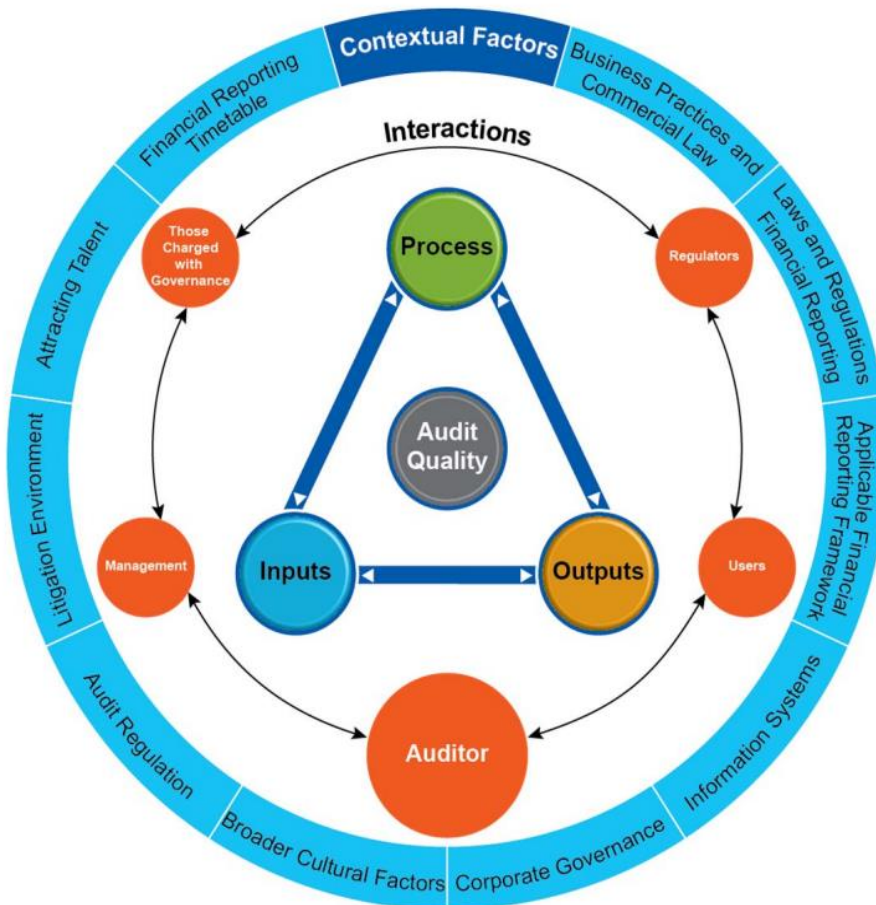 Contextual Factors
Business Practices and
Commercial Law
Laws and Regulations
Financial Reporting
Applicable Financial
Reporting Framework
Information Systems
Corporate Governance
Broader Cultural Factors
Audit Regulation
Litigation Environment
Attracting Talent
Financial Reporting
Timetable
Interactions
Those
Charged
with
Governance
Process
Regulators
Audit
Quality
Management
Inputs
Outputs
Users
Auditor